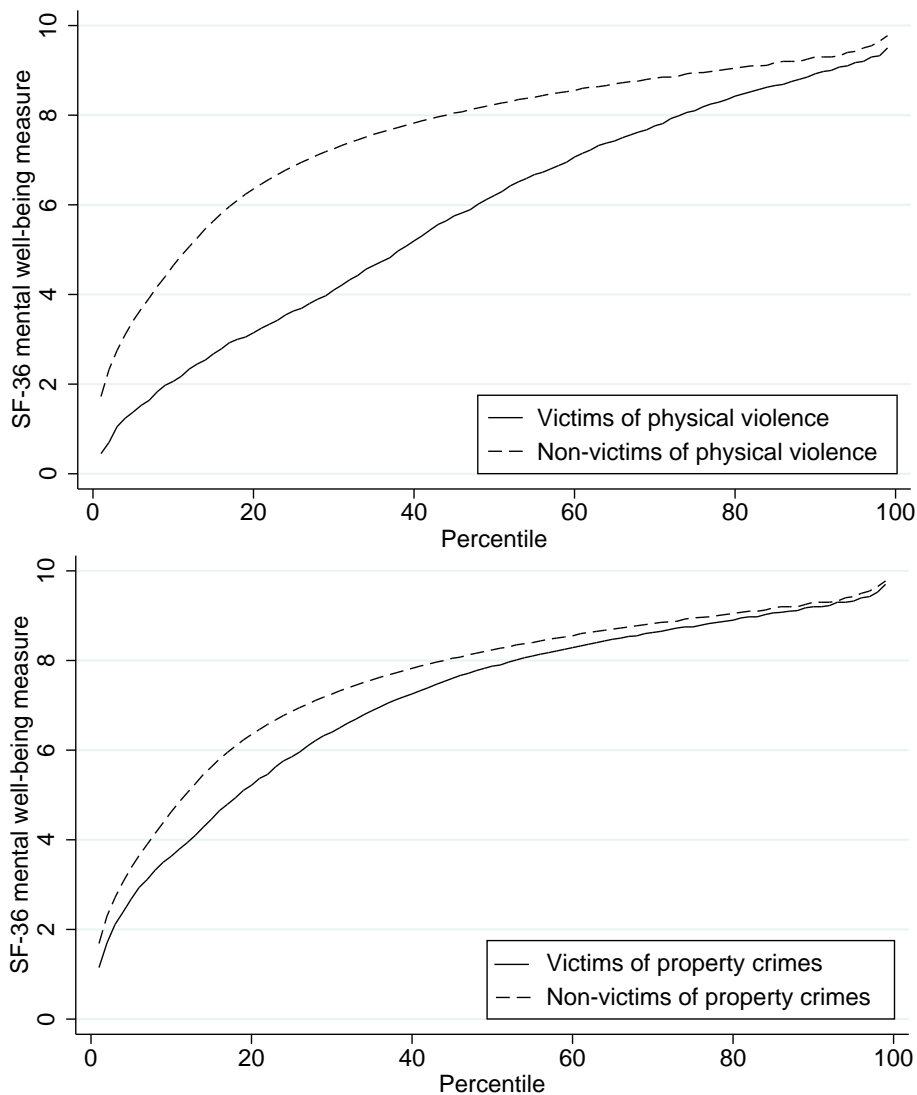 SF-36 mental well-being measure
10
8
6
4
2
0
Victims of physical violence
Non-victims of physical violence
0 20 40 60 80 100
Percentile
SF-36 mental well-being measure
10
8
6
4
2
0
Victims of property crimes
Non-victims of property crimes
0 20 40 60 80 100
Percentile